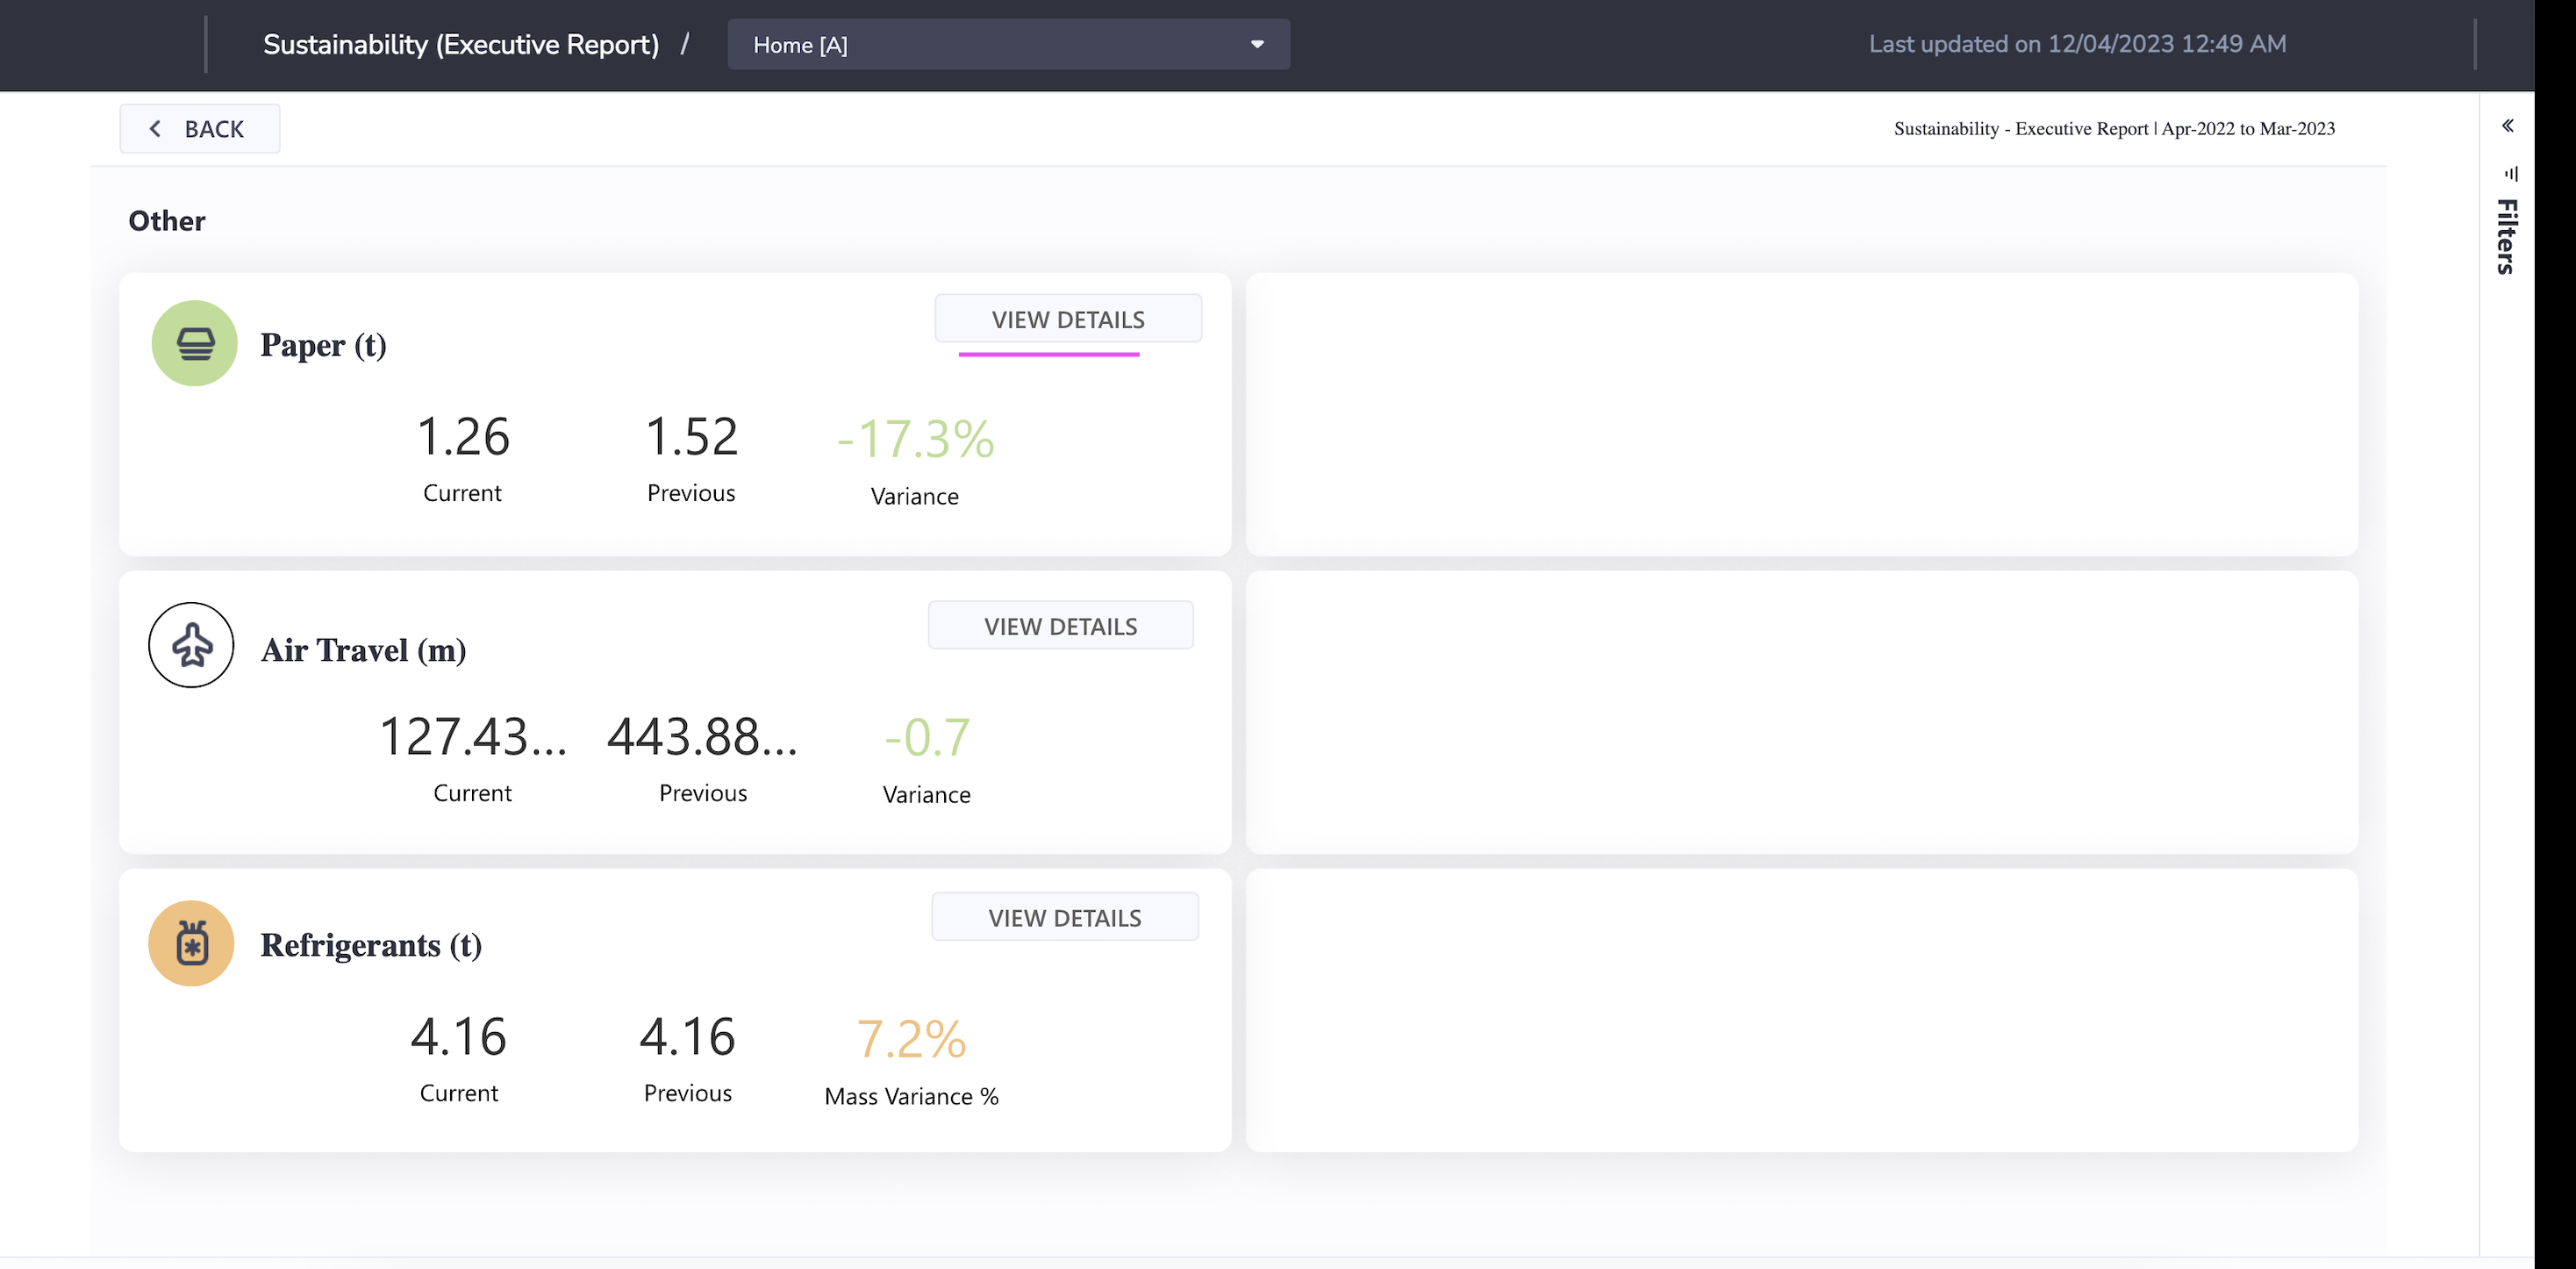 Sustainability (Executive Report) / Home [A] Last updated on 12/04/2023 12:49 AM
BACK Sustainability - Executive Report | Apr-2022 to Mar-2023
Filters
Other
Paper (t) VIEW DETAILS
1.26 1.52 -17.3%
Current Previous Variance
Air Travel (m) VIEW DETAILS
127.43... 443.88... -0.7
Current Previous Variance
Refrigerants (t) VIEW DETAILS
4.16 4.16 7.2%
Current Previous Mass Variance %